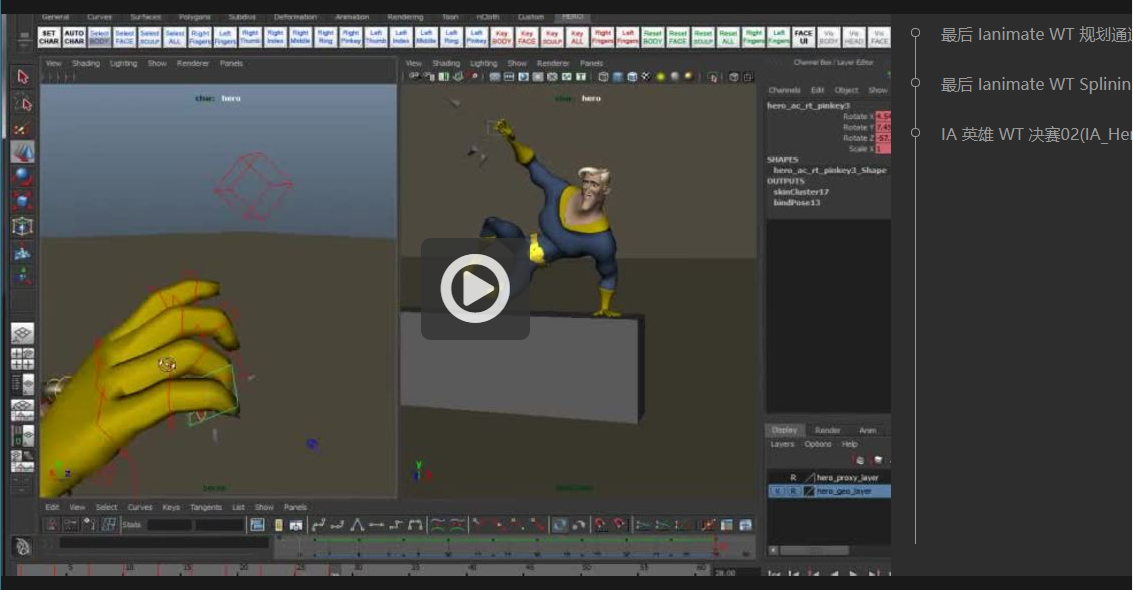 General Curves Surfaces Polygons Subdivs Deformation Animation Rendering Toon nCloth Custom HERO
SET CHAR AUTO CHAR Select BODY Select FACE Select SCULP Select ALL Right Fingers Left Fingers Right Thumb Right Index Right Middle Right Ring Right Pinkey Left Thumb Left Index Left Middle Left Ring Left Pinkey Key BODY Key FACE Key SCULP Key ALL Right Fingers Left Fingers Reset BODY Reset FACE Reset SCULP Reset ALL Right Fingers Left Fingers FACE UI Vis BODY Vis HEAD Vis FACE
View Shading Lighting Show Renderer Panels
View Shading Lighting Show Renderer Panels
Channel Box / Layer Editor
Channels Edit Object Show
char: hero
char: hero
hero_ac_rt_pinkey3
Rotate X
Rotate Y
Rotate Z
Scale X 1
SHAPES
hero_ac_rt_pinkey3_Shape
OUTPUTS
skinCluster17
bindPose13
Display Render Anim
Layers Options Help
R hero_proxy_layer
V R hero_geo_layer
Edit View Select Curves Keys Tangents List Show Panels
Stats
5 10 15 20 25 30 35 40 45 50 55 60
28.00
最后 Ianimate WT 规划通过
最后 Ianimate WT Splinin
IA 英雄 WT 决赛02(IA_Her